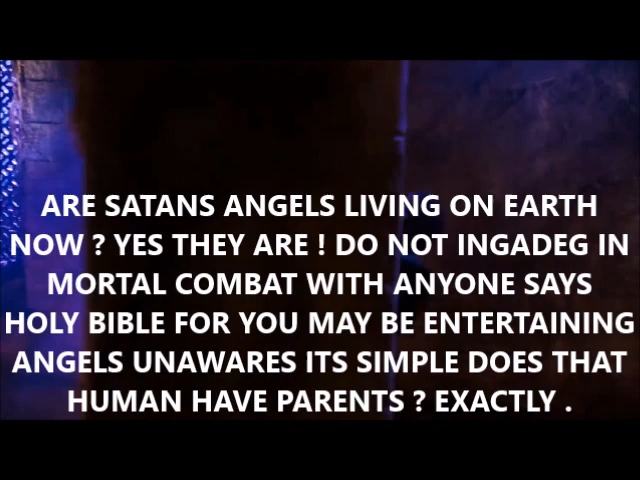 ARE SATANS ANGELS LIVING ON EARTH
NOW ? YES THEY ARE ! DO NOT INGADEG IN
MORTAL COMBAT WITH ANYONE SAYS
HOLY BIBLE FOR YOU MAY BE ENTERTAINING
ANGELS UNAWARES ITS SIMPLE DOES THAT
HUMAN HAVE PARENTS ? EXACTLY .